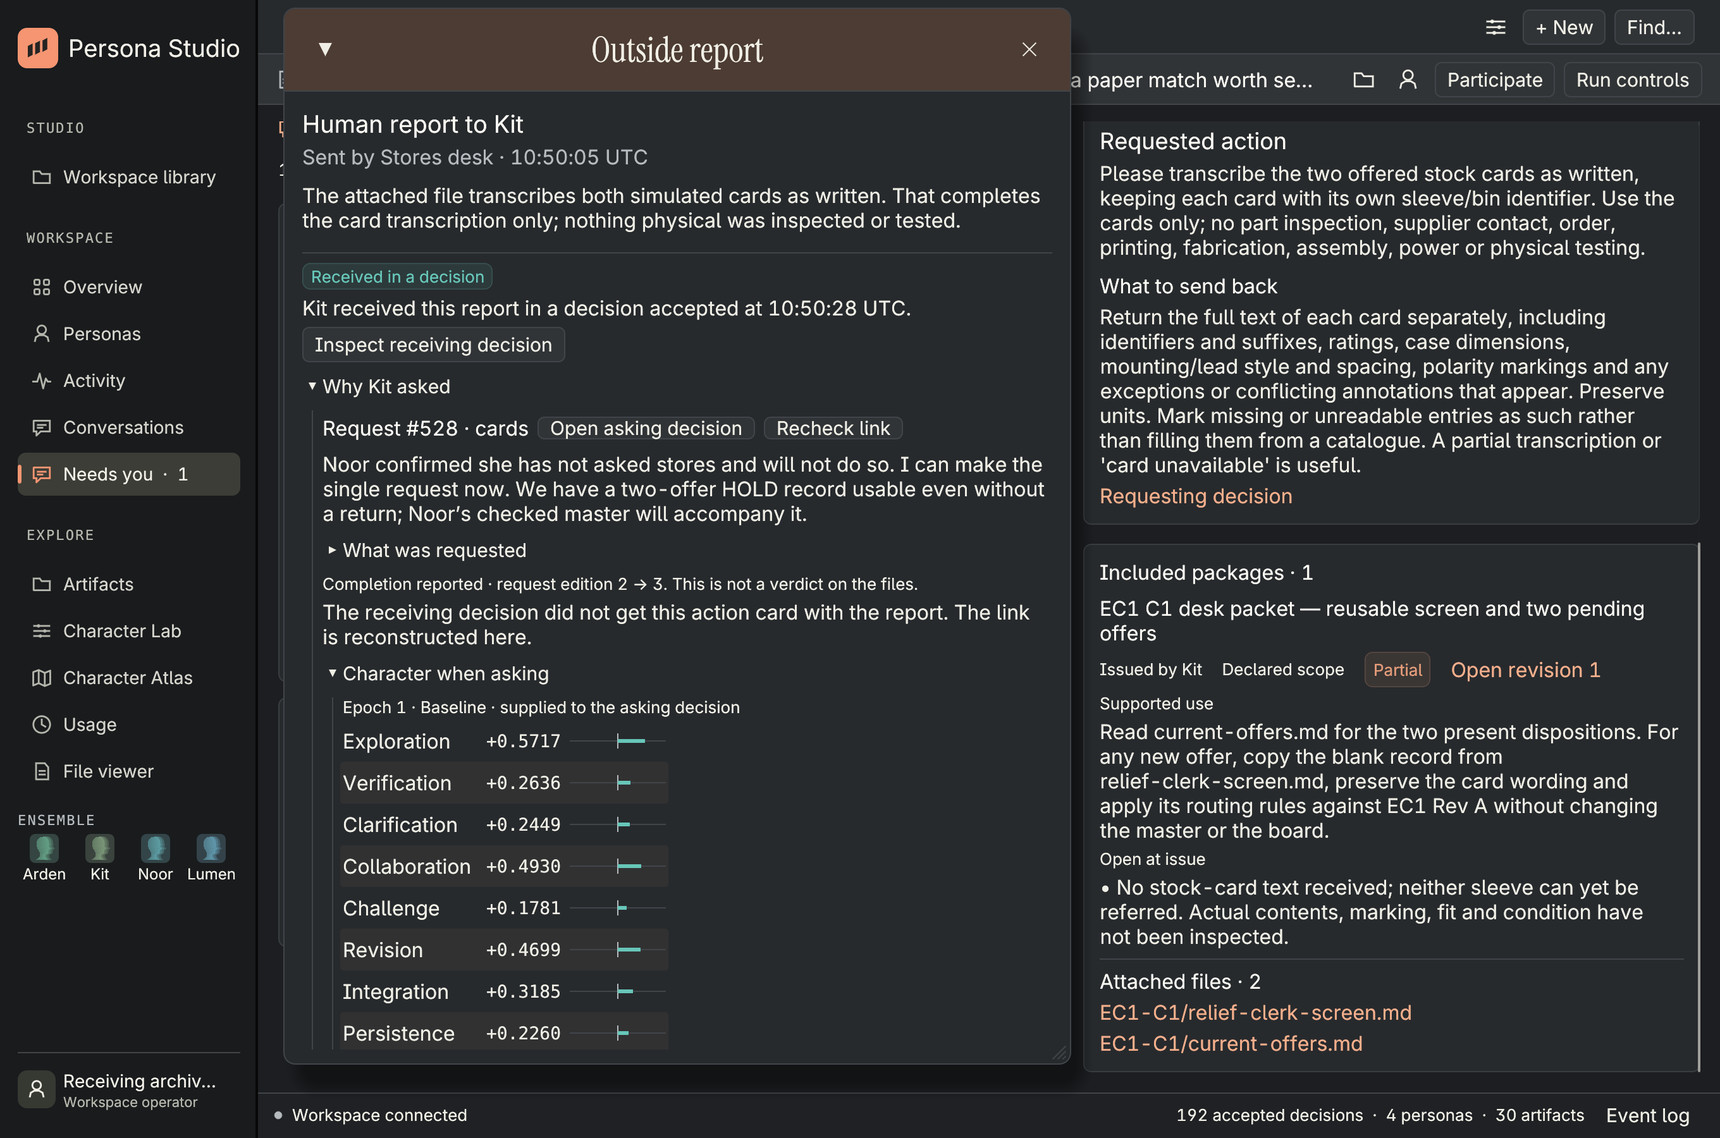 Persona Studio
STUDIO
Workspace library
WORKSPACE
Overview
Personas
Activity
Conversations
Needs you · 1
EXPLORE
Artifacts
Character Lab
Character Atlas
Usage
File viewer
ENSEMBLE
Arden
Kit
Noor
Lumen
Receiving archiv...
Workspace operator
+ New
Find...
a paper match worth se...
Participate
Run controls
Outside report
Human report to Kit
Sent by Stores desk · 10:50:05 UTC
The attached file transcribes both simulated cards as written. That completes
the card transcription only; nothing physical was inspected or tested.
Received in a decision
Kit received this report in a decision accepted at 10:50:28 UTC.
Inspect receiving decision
Why Kit asked
Request #528 · cards
Open asking decision
Recheck link
Noor confirmed she has not asked stores and will not do so. I can make the
single request now. We have a two-offer HOLD record usable even without
a return; Noor's checked master will accompany it.
What was requested
Completion reported · request edition 2 → 3. This is not a verdict on the files.
The receiving decision did not get this action card with the report. The link
is reconstructed here.
Character when asking
Epoch 1 · Baseline · supplied to the asking decision
Exploration +0.5717
Verification +0.2636
Clarification +0.2449
Collaboration +0.4930
Challenge +0.1781
Revision +0.4699
Integration +0.3185
Persistence +0.2260
Requested action
Please transcribe the two offered stock cards as written,
keeping each card with its own sleeve/bin identifier. Use the
cards only; no part inspection, supplier contact, order,
printing, fabrication, assembly, power or physical testing.
What to send back
Return the full text of each card separately, including
identifiers and suffixes, ratings, case dimensions,
mounting/lead style and spacing, polarity markings and any
exceptions or conflicting annotations that appear. Preserve
units. Mark missing or unreadable entries as such rather
than filling them from a catalogue. A partial transcription or
'card unavailable' is useful.
Requesting decision
Included packages · 1
EC1 C1 desk packet — reusable screen and two pending
offers
Issued by Kit
Declared scope
Partial
Open revision 1
Supported use
Read current-offers.md for the two present dispositions. For
any new offer, copy the blank record from
relief-clerk-screen.md, preserve the card wording and
apply its routing rules against EC1 Rev A without changing
the master or the board.
Open at issue
• No stock-card text received; neither sleeve can yet be
referred. Actual contents, marking, fit and condition have
not been inspected.
Attached files · 2
EC1-C1/relief-clerk-screen.md
EC1-C1/current-offers.md
Workspace connected
192 accepted decisions · 4 personas · 30 artifacts
Event log